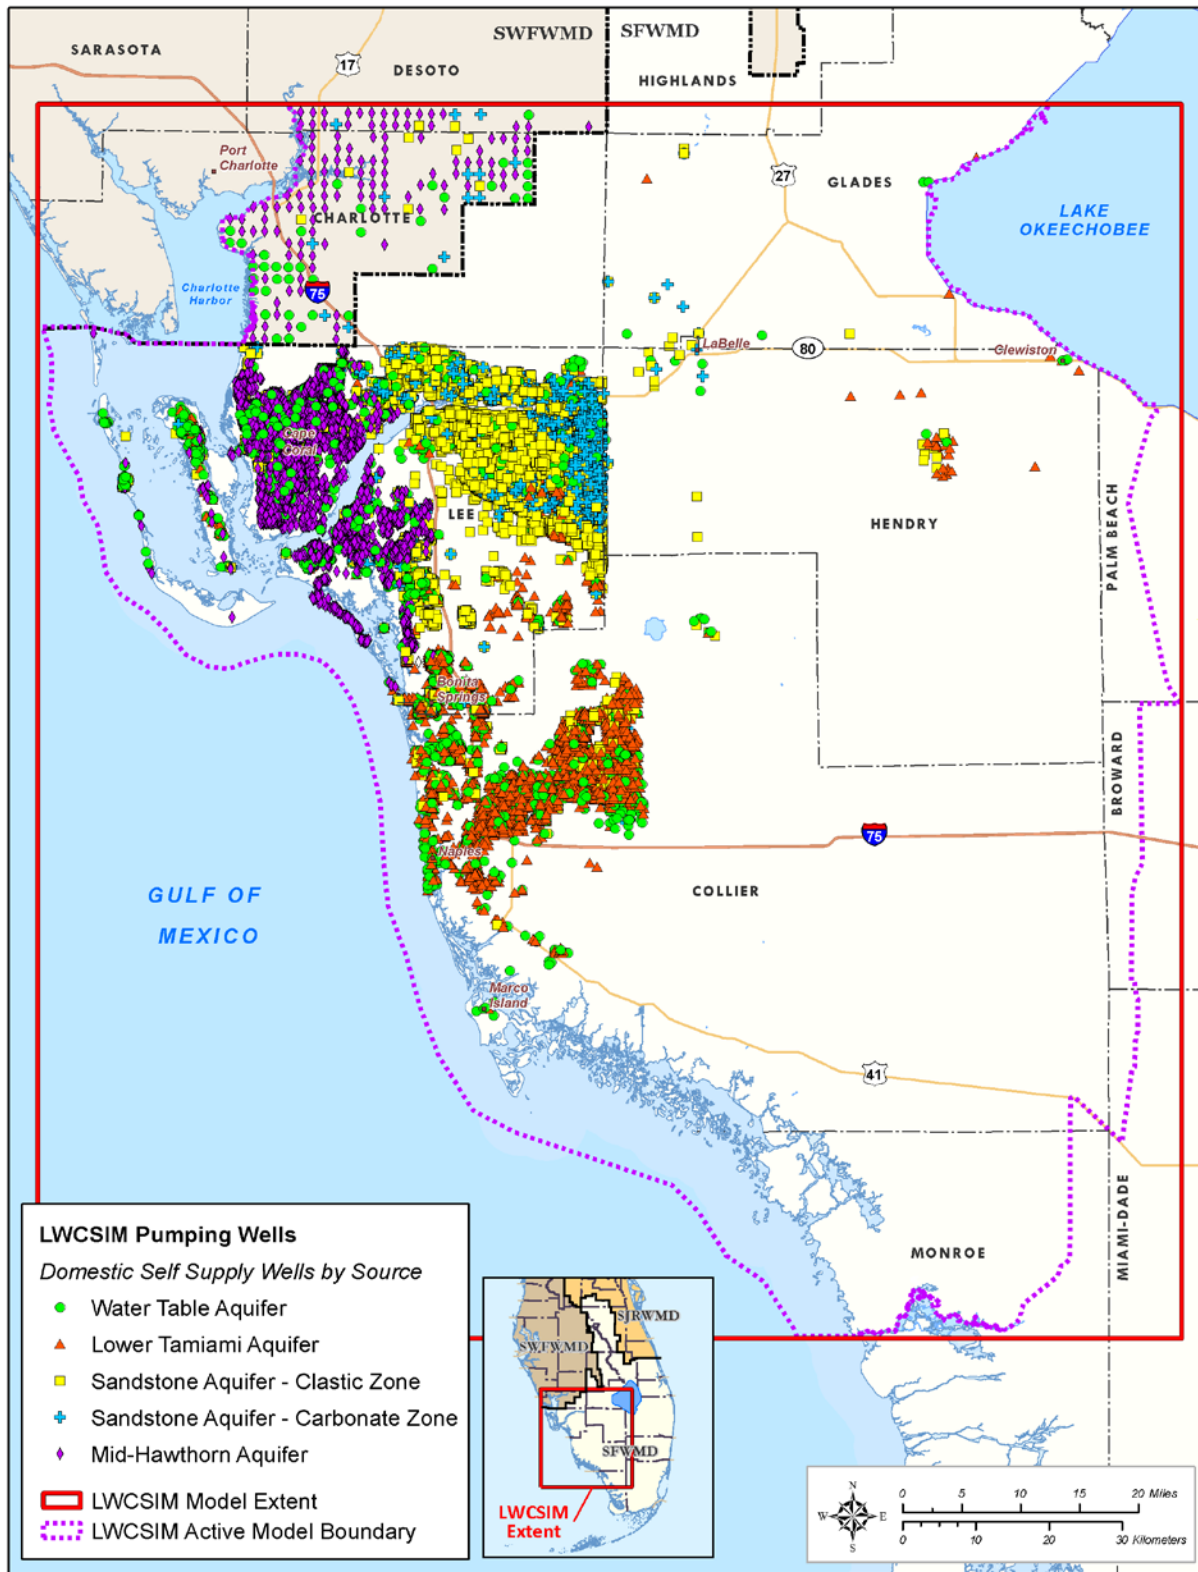 SARASOTA
SWFWMD
SFWMD
17
DESOTO
HIGHLANDS
Port
Charlotte
27
GLADES
CHARLOTTE
LAKE
OKEECHOBEE
Charlotte
Harbor
75
LaBelle
80
Clewiston
Cape
Coral
LEE
HENDRY
PALM BEACH
Bonita
Springs
BROWARD
75
Naples
COLLIER
GULF OF
MEXICO
Marco
Island
41
MIAMI-DADE
MONROE
LWCSIM Pumping Wells
Domestic Self Supply Wells by Source
Water Table Aquifer
Lower Tamiami Aquifer
Sandstone Aquifer - Clastic Zone
Sandstone Aquifer - Carbonate Zone
Mid-Hawthorn Aquifer
LWCSIM Model Extent
LWCSIM Active Model Boundary
SJRWMD
SWFWMD
SFWMD
LWCSIM
Extent
N
W E
S
0 5 10 15 20 Miles
0 10 20 30 Kilometers